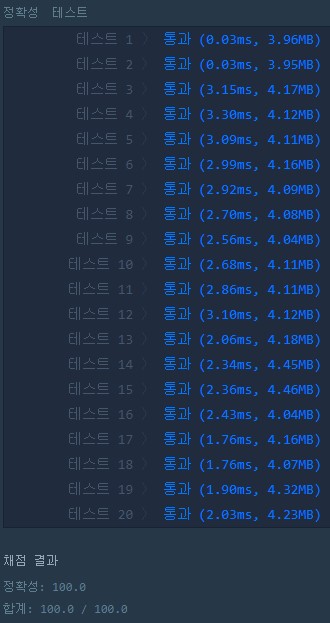 정확성  테스트
테스트 1 〉 통과 (0.03ms, 3.96MB)
테스트 2 〉 통과 (0.03ms, 3.95MB)
테스트 3 〉 통과 (3.15ms, 4.17MB)
테스트 4 〉 통과 (3.30ms, 4.12MB)
테스트 5 〉 통과 (3.09ms, 4.11MB)
테스트 6 〉 통과 (2.99ms, 4.16MB)
테스트 7 〉 통과 (2.92ms, 4.09MB)
테스트 8 〉 통과 (2.70ms, 4.08MB)
테스트 9 〉 통과 (2.56ms, 4.04MB)
테스트 10 〉 통과 (2.68ms, 4.11MB)
테스트 11 〉 통과 (2.86ms, 4.11MB)
테스트 12 〉 통과 (3.10ms, 4.12MB)
테스트 13 〉 통과 (2.06ms, 4.18MB)
테스트 14 〉 통과 (2.34ms, 4.45MB)
테스트 15 〉 통과 (2.36ms, 4.46MB)
테스트 16 〉 통과 (2.43ms, 4.04MB)
테스트 17 〉 통과 (1.76ms, 4.16MB)
테스트 18 〉 통과 (1.76ms, 4.07MB)
테스트 19 〉 통과 (1.90ms, 4.32MB)
테스트 20 〉 통과 (2.03ms, 4.23MB)
채점 결과
정확성: 100.0
합계: 100.0 / 100.0